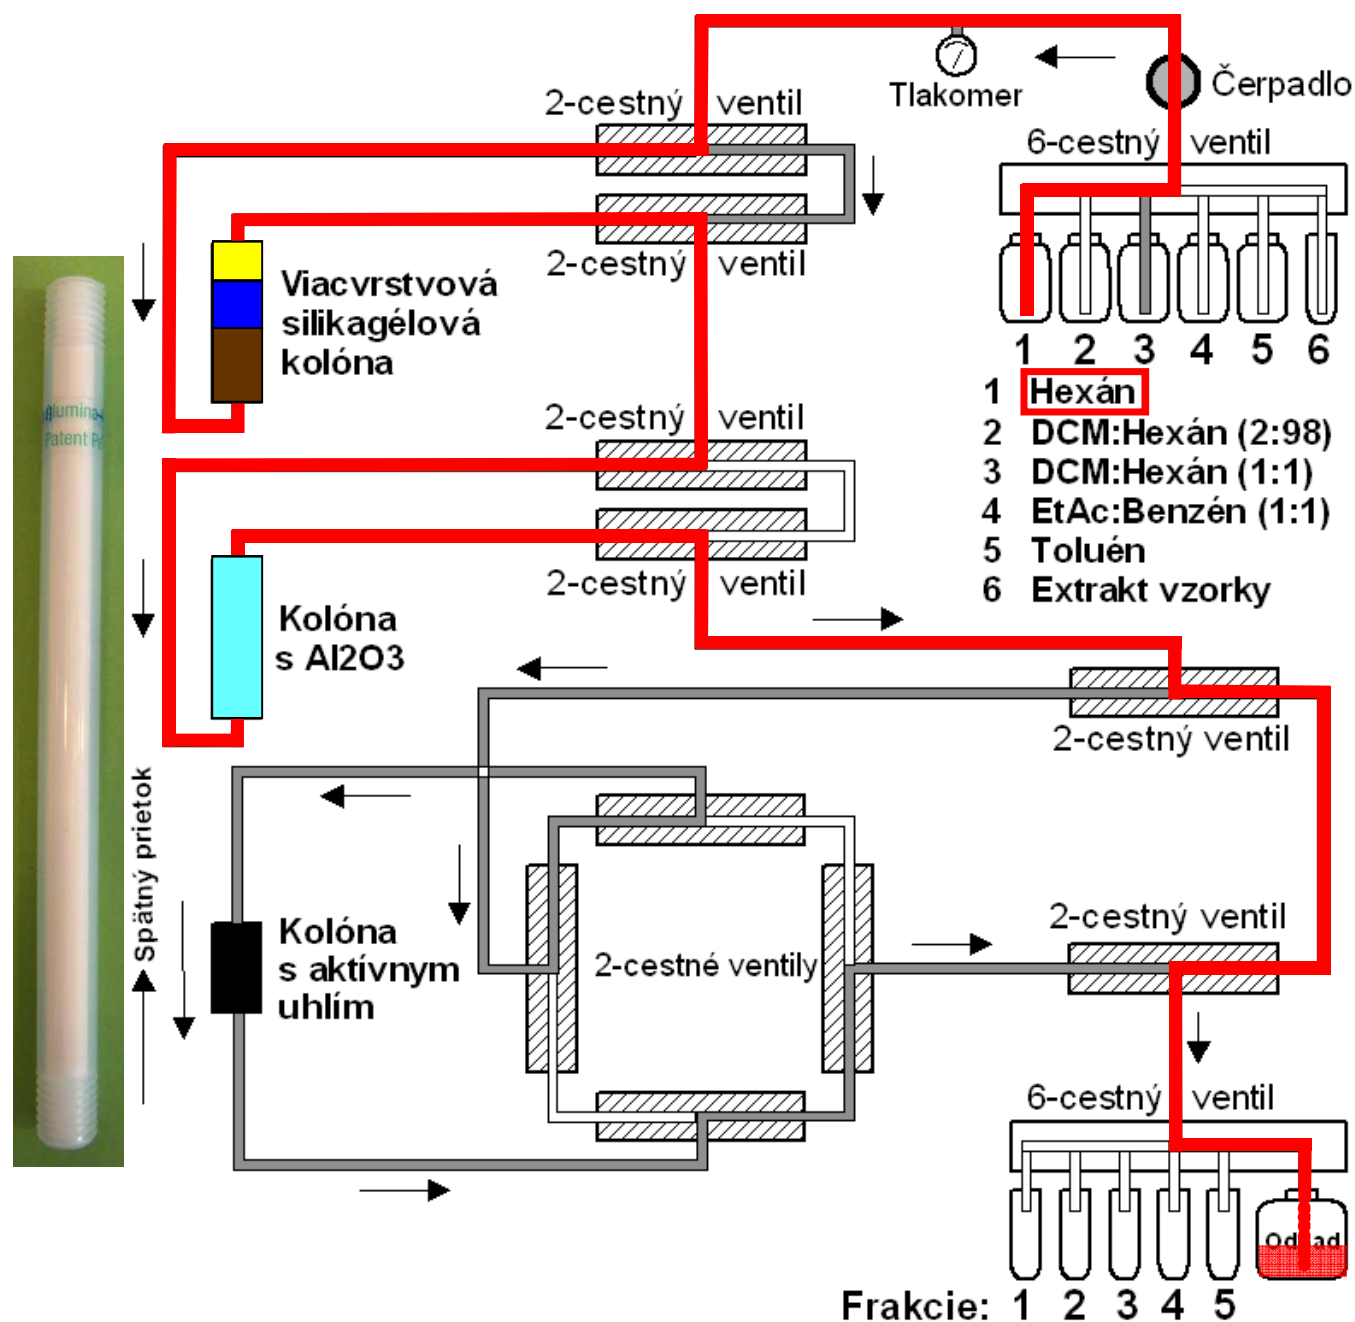 2-cestný ventil
Tlakomer
Čerpadlo
6-cestný ventil
2-cestný ventil
1 2 3 4 5 6
Viacvrstvová
silikagélová
kolóna
1 Hexán
2 DCM:Hexán (2:98)
3 DCM:Hexán (1:1)
4 EtAc:Benzén (1:1)
5 Toluén
6 Extrakt vzorky
Alumina
Patent
2-cestný ventil
2-cestný ventil
Kolóna
s Al2O3
2-cestný ventil
Spätný prietok
Kolóna
s aktívnym
uhlím
2-cestné ventily
2-cestný ventil
6-cestný ventil
Odpad
Frakcie: 1 2 3 4 5